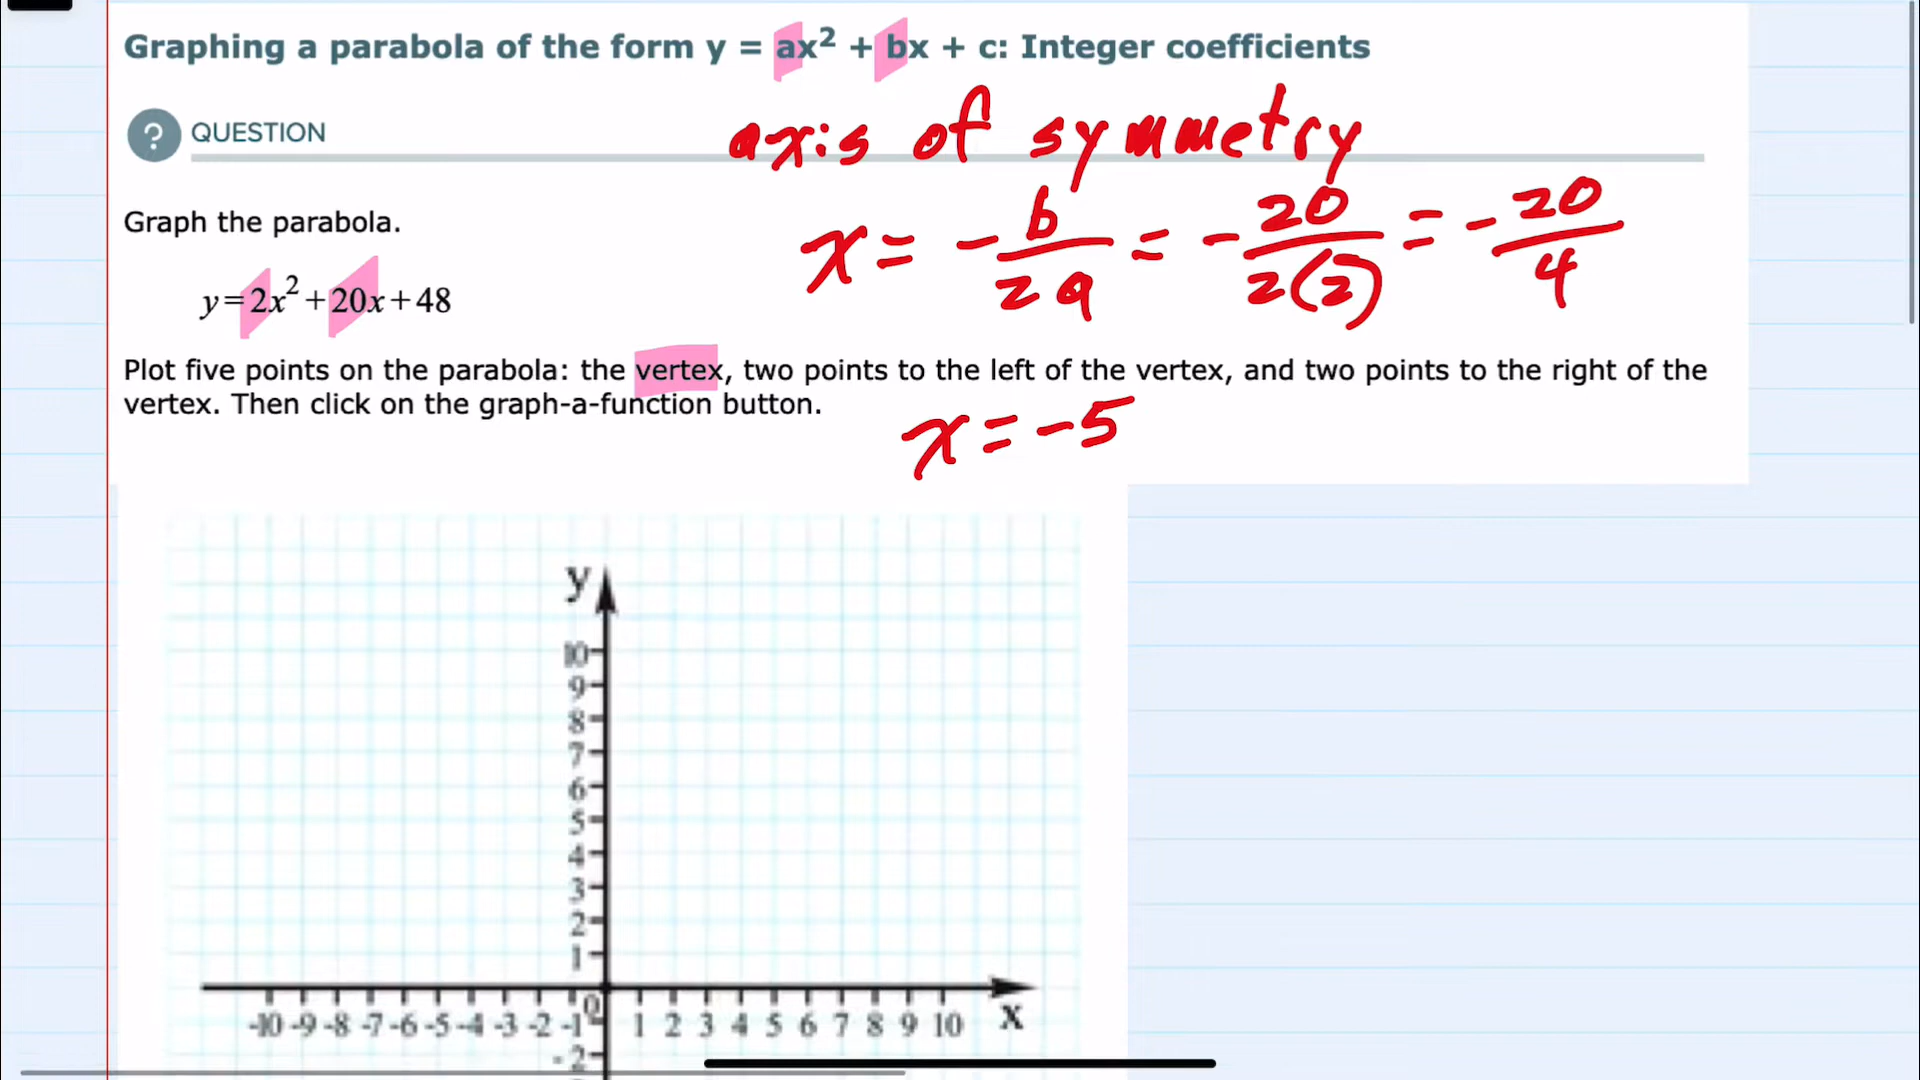 Graphing a parabola of the form y = ax² + bx + c: Integer coefficients
? QUESTION
axis of symmetry
x = - b/2a = - 20/2(2) = - 20/4
Graph the parabola.
y=2x²+20x+48
Plot five points on the parabola: the vertex, two points to the left of the vertex, and two points to the right of the
vertex. Then click on the graph-a-function button.
x = -5
y
10
9
8
7
6
5
4
3
2
1
-10 -9 -8 -7 -6 -5 -4 -3 -2 -1 0 1 2 3 4 5 6 7 8 9 10 x
-2